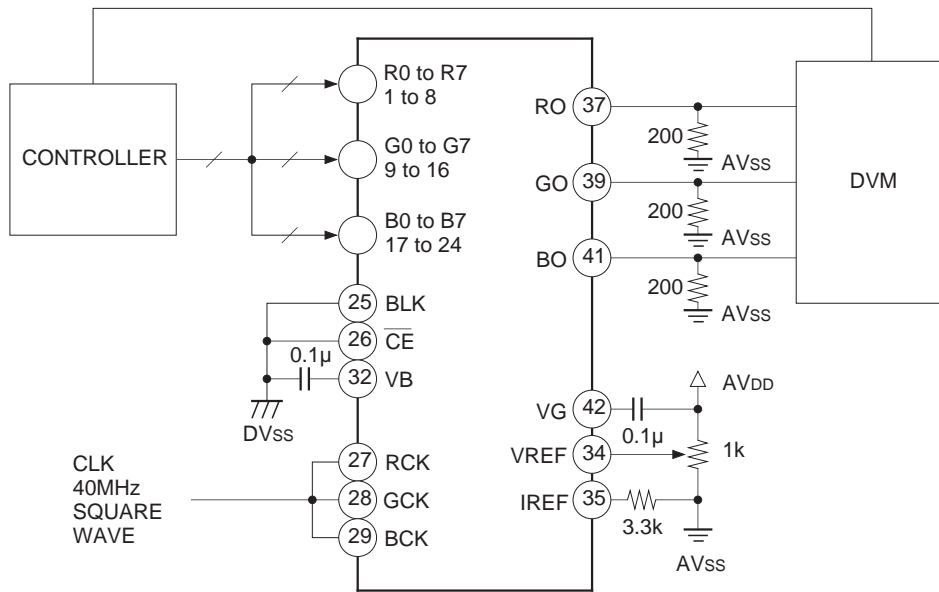 CONTROLLER
R0 to R7
1 to 8
G0 to G7
9 to 16
B0 to B7
17 to 24
25 BLK
26 CE
0.1µ
32 VB
DVSS
CLK
40MHz
SQUARE
WAVE
27 RCK
28 GCK
29 BCK
RO 37
200
AVSS
GO 39
200
AVSS
BO 41
200
AVSS
DVM
AVDD
VG 42
0.1µ
1k
VREF 34
IREF 35
3.3k
AVSS